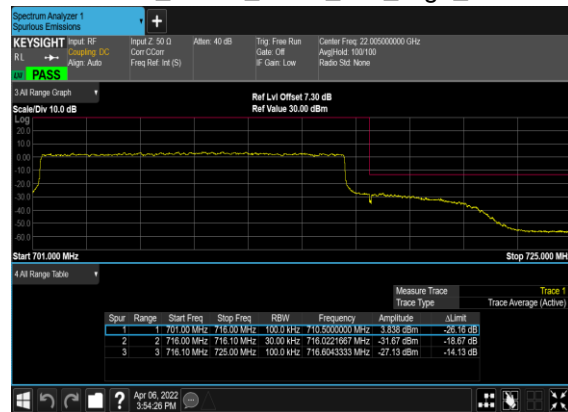 Spectrum Analyzer 1
Spurious Emissions
KEYSIGHT Input: RF Input Z: 50 Ω Atten: 40 dB Trig: Free Run Center Freq: 22.005000000 GHz
RL Coupling: DC Corr CCorr Gate: Off Avg|Hold: 100/100
Align: Auto Freq Ref: Int (S) IF Gain: Low Radio Std: None
PASS
3 All Range Graph
Ref Lvl Offset 7.30 dB
Scale/Div 10.0 dB Ref Value 30.00 dBm
Log
20.0
10.0
0.00
-10.0
-20.0
-30.0
-40.0
-50.0
-60.0
Start 701.000 MHz Stop 725.000 MH
4 All Range Table
Measure Trace Trace 1
Trace Type Trace Average (Active)
Spur Range Start Freq Stop Freq RBW Frequency Amplitude ΔLimit
1 1 701.00 MHz 716.00 MHz 100.0 kHz 710.5000000 MHz 3.838 dBm -26.16 dB
2 2 716.00 MHz 716.10 MHz 30.00 kHz 716.0221667 MHz -31.67 dBm -18.67 dB
3 3 716.10 MHz 725.00 MHz 100.0 kHz 716.6043333 MHz -27.13 dBm -14.13 dB
? Apr 06, 2022
3:54:26 PM